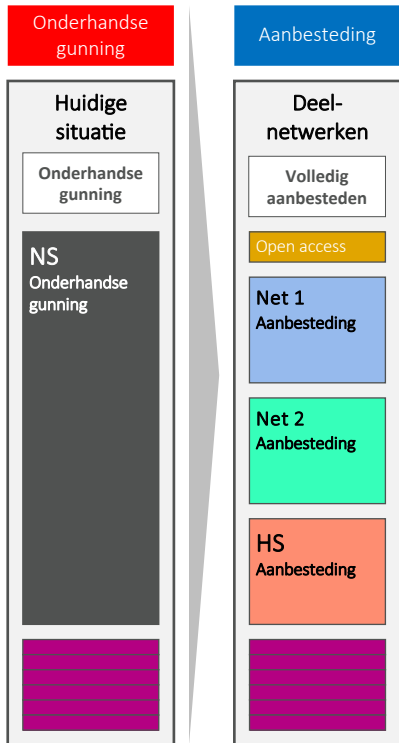 Onderhandse
gunning
Huidige
situatie
Onderhandse
gunning
NS
Onderhandse
gunning
Aanbesteding
Deel-
netwerken
Volledig
aanbesteden
Open access
Net 1
Aanbesteding
Net 2
Aanbesteding
HS
Aanbesteding